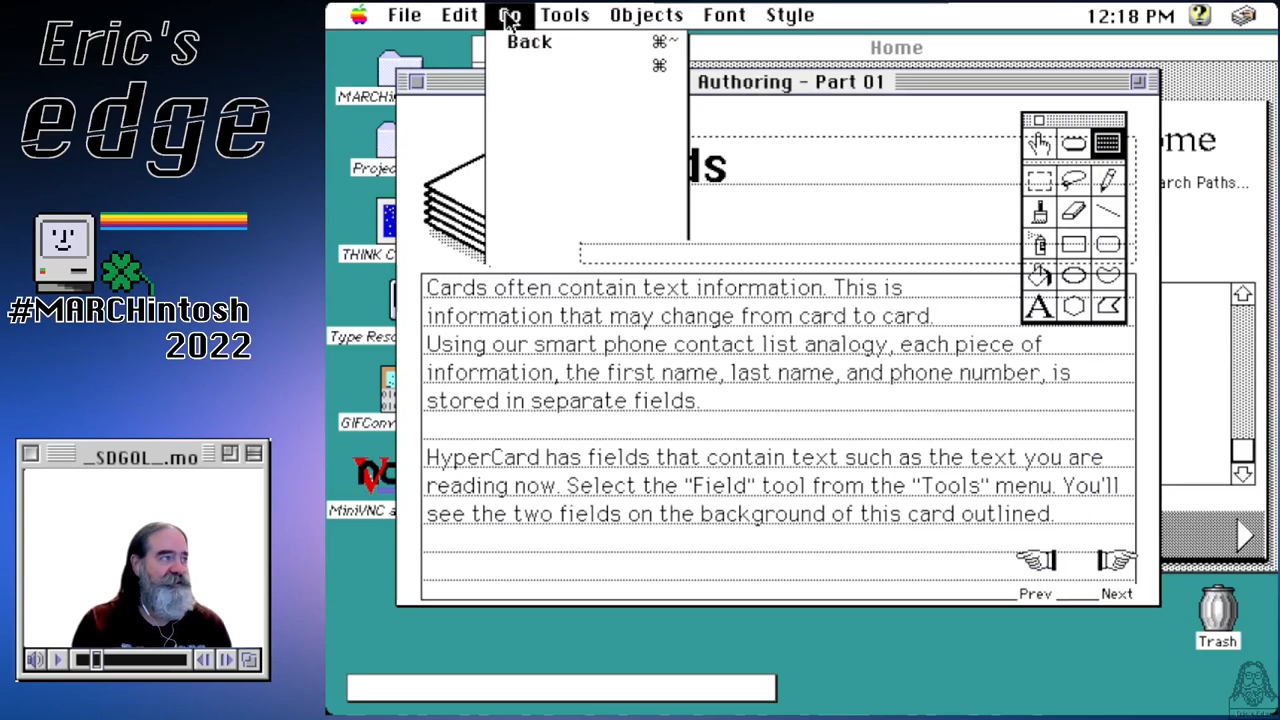 Eric's
edge
#MARCHintosh
2022
_SDGOL_.mo
File Edit Go Tools Objects Font Style
12:18 PM
Back ⌘~
⌘
Home
Authoring - Part 01
ds
ome
arch Paths...
MARCHin
Projec
THINK C
Type Reso
GIFConv
MiniVNC a
Cards often contain text information. This is
information that may change from card to card.
Using our smart phone contact list analogy, each piece of
information, the first name, last name, and phone number, is
stored in separate fields.
HyperCard has fields that contain text such as the text you are
reading now. Select the "Field" tool from the "Tools" menu. You'll
see the two fields on the background of this card outlined.
Prev Next
Trash